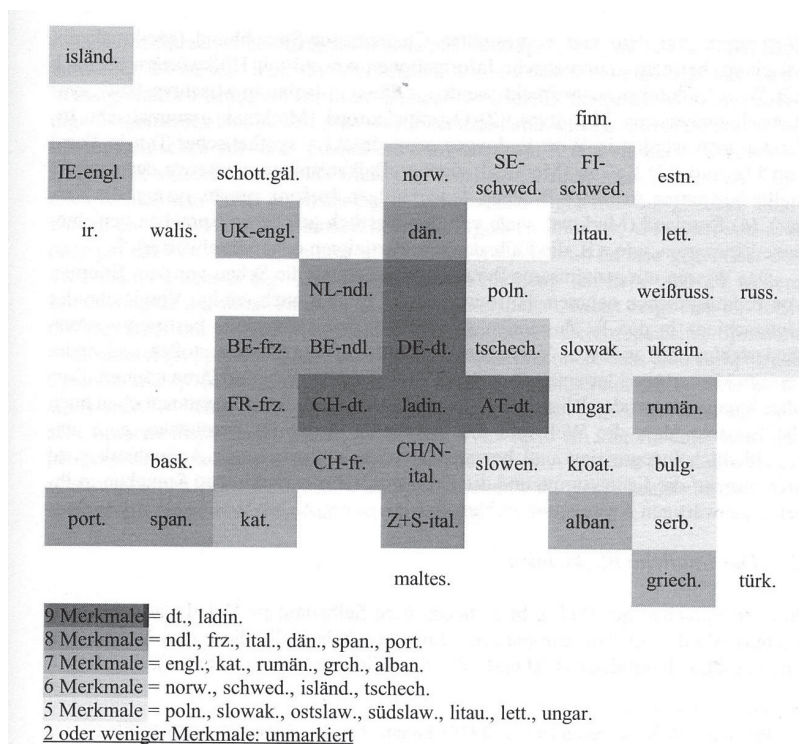 isländ.
finn.
IE-engl. schott.gäl. norw. SE-schwed. FI-schwed. estn.
ir. walis. UK-engl. dän. litau. lett.
NL-ndl. poln. weißruss. russ.
BE-frz. BE-ndl. DE-dt. tschech. slowak. ukrain.
FR-frz. CH-dt. ladin. AT-dt. ungar. rumän.
bask. CH-fr. CH/N-ital. slowen. kroat. bulg.
port. span. kat. Z+S-ital. alban. serb.
maltes. griech. türk.
9 Merkmale = dt., ladin.
8 Merkmale = ndl., frz., ital., dän., span., port.
7 Merkmale = engl., kat., rumän., grch., alban.
6 Merkmale = norw., schwed., isländ., tschech.
5 Merkmale = poln., slowak., ostslaw., südslaw., litau., lett., ungar.
2 oder weniger Merkmale: unmarkiert